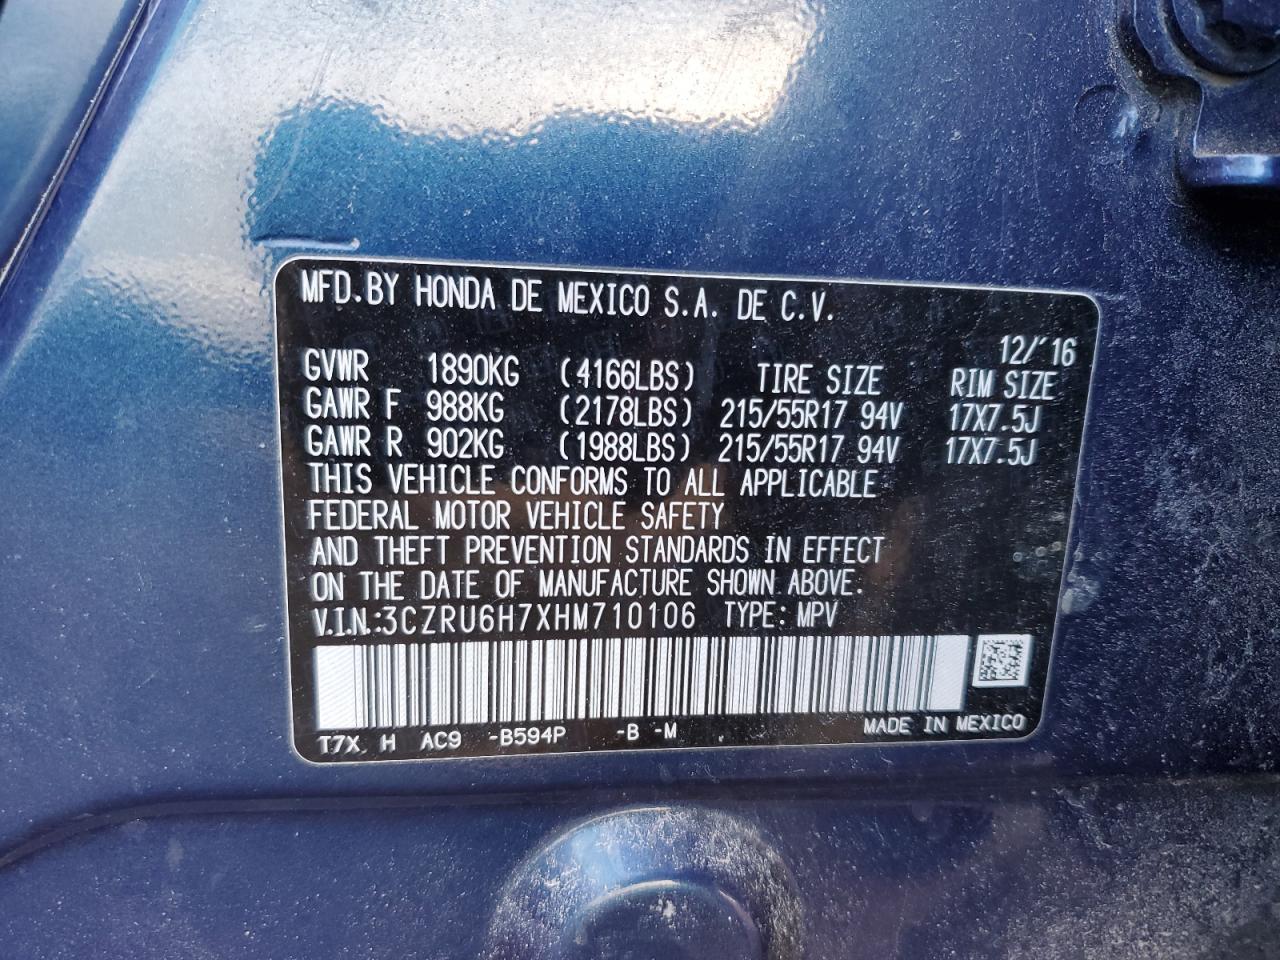 MFD.BY HONDA DE MEXICO S.A. DE C.V.
12/'16
GVWR 1890KG (4166LBS) TIRE SIZE RIM SIZE
GAWR F 988KG (2178LBS) 215/55R17 94V 17X7.5J
GAWR R 902KG (1988LBS) 215/55R17 94V 17X7.5J
THIS VEHICLE CONFORMS TO ALL APPLICABLE
FEDERAL MOTOR VEHICLE SAFETY
AND THEFT PREVENTION STANDARDS IN EFFECT
ON THE DATE OF MANUFACTURE SHOWN ABOVE.
V.I.N.:3CZRU6H7XHM710106 TYPE: MPV
T7X H AC9 -B594P -B -M MADE IN MEXICO